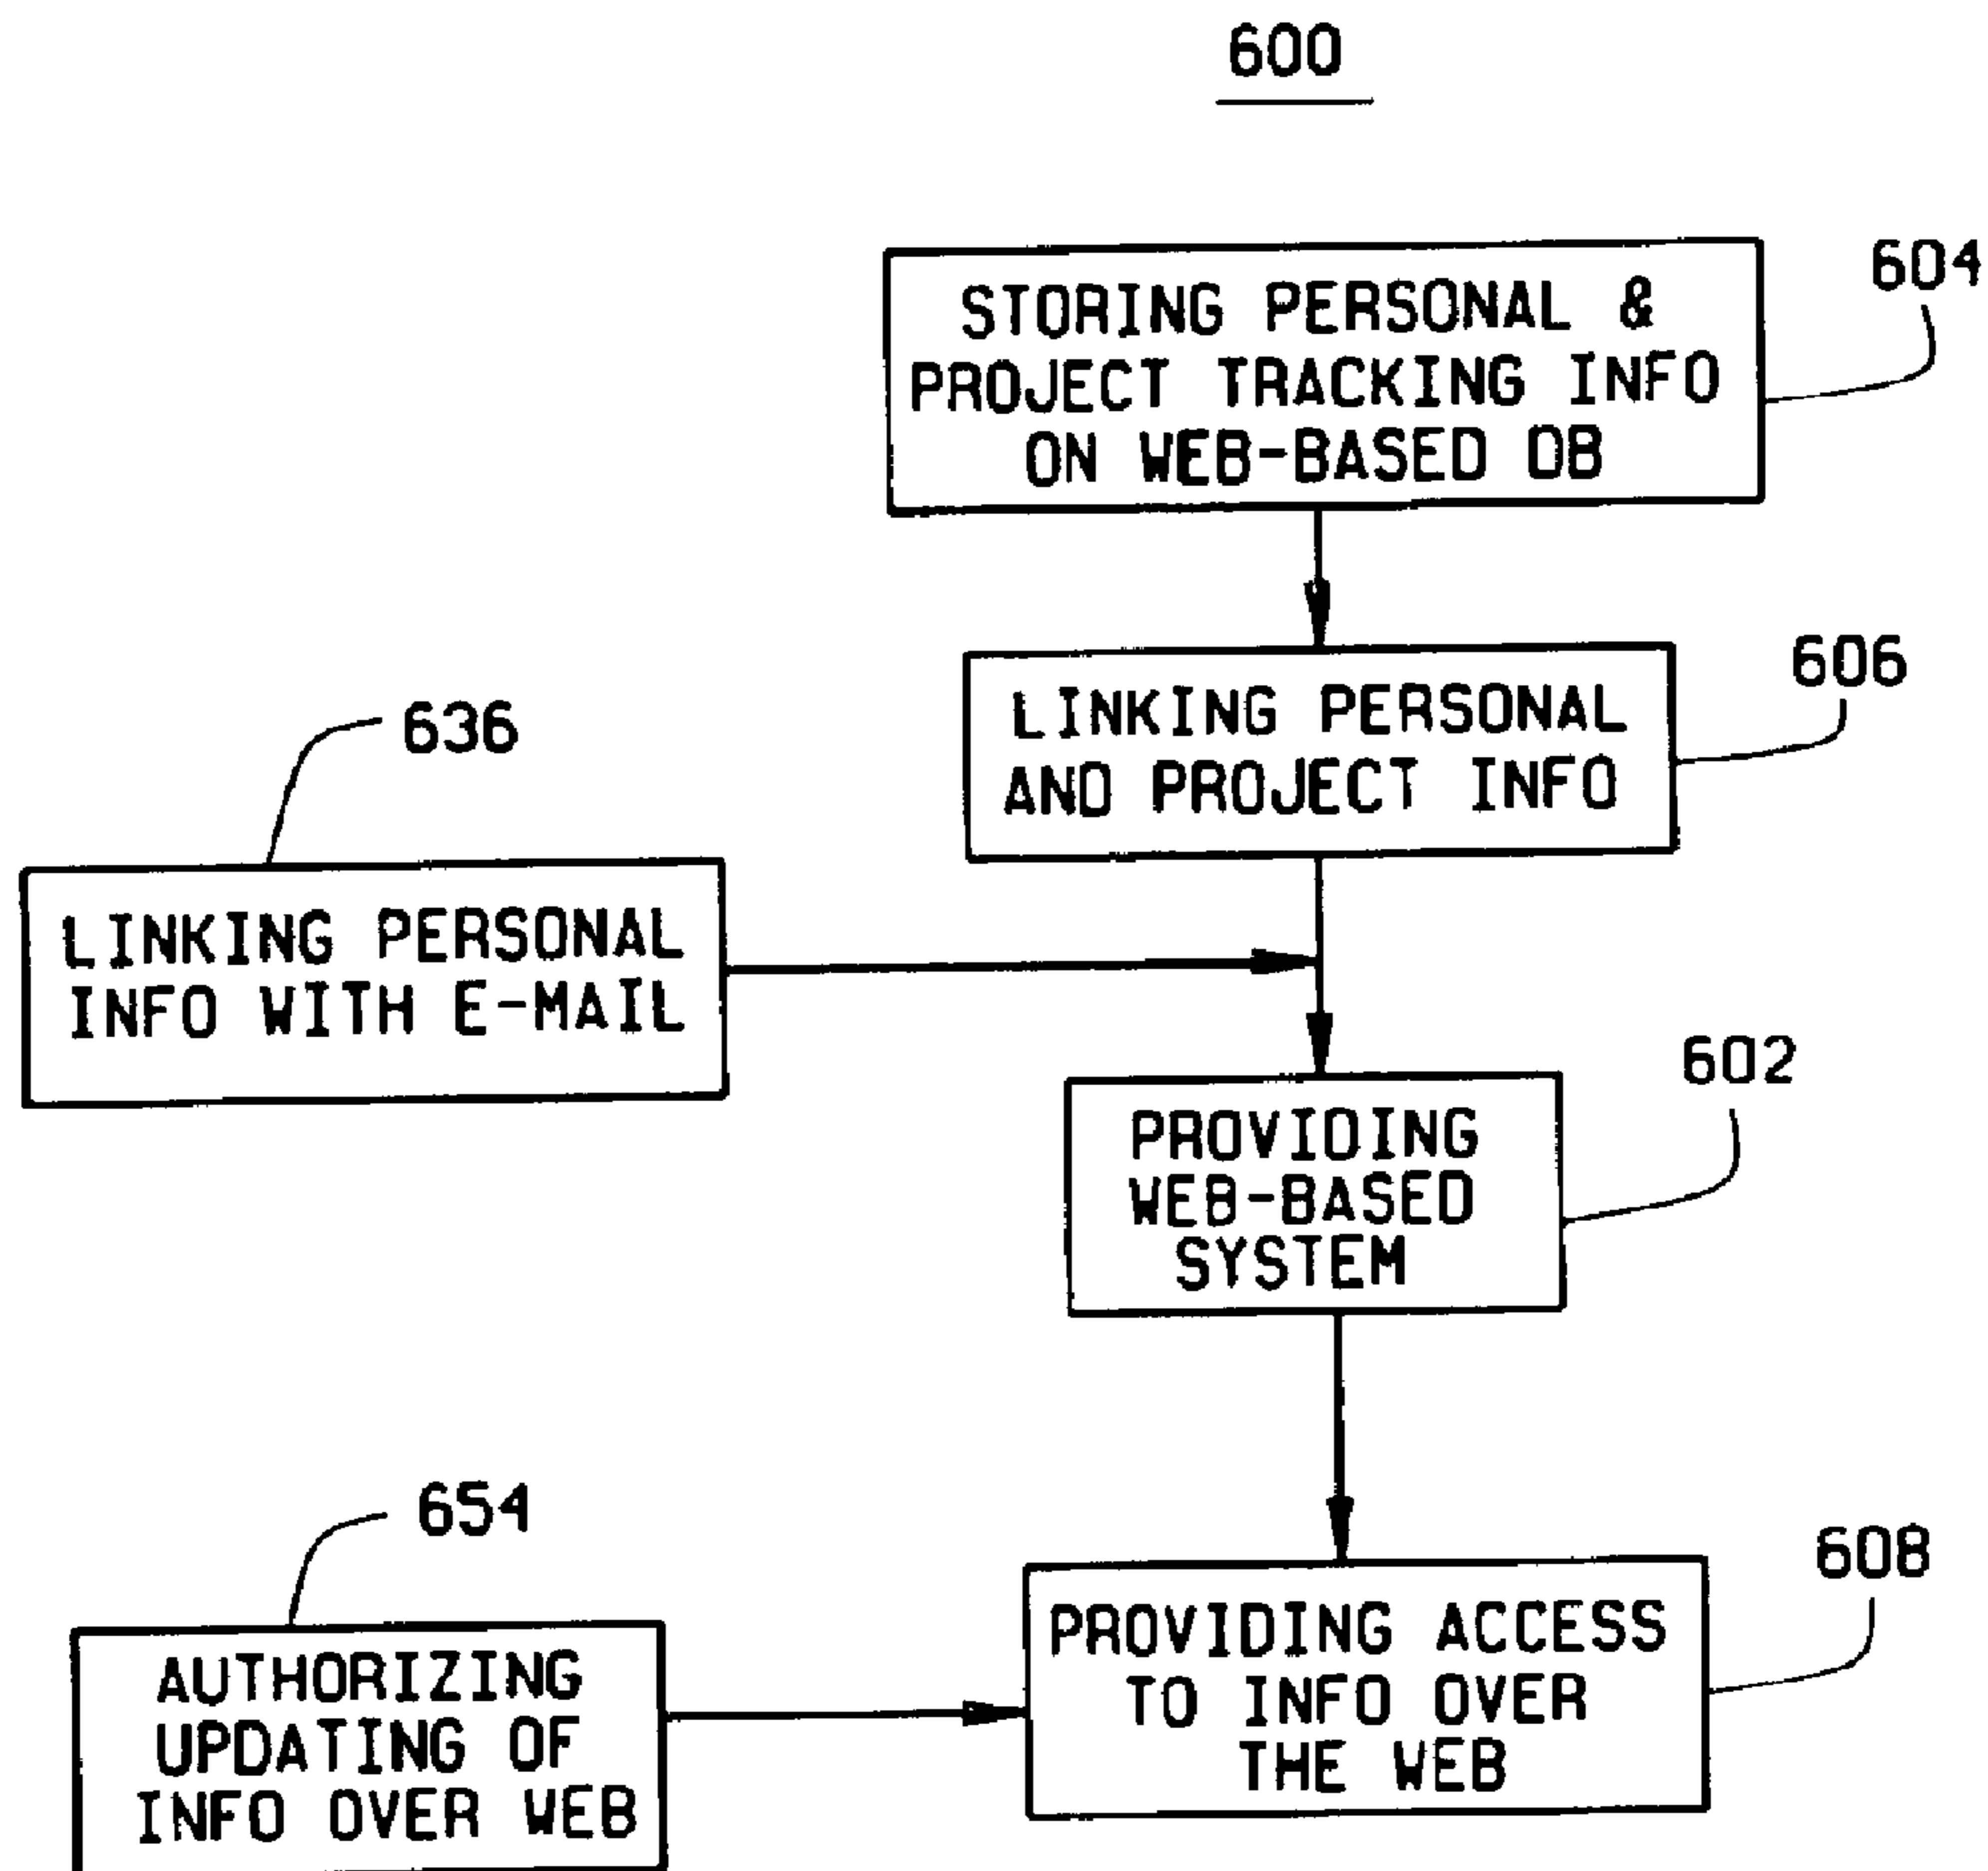 600
604
STORING PERSONAL &
PROJECT TRACKING INFO
ON WEB-BASED DB
606
LINKING PERSONAL
AND PROJECT INFO
636
LINKING PERSONAL
INFO WITH E-MAIL
602
PROVIDING
WEB-BASED
SYSTEM
654
AUTHORIZING
UPDATING OF
INFO OVER WEB
608
PROVIDING ACCESS
TO INFO OVER
THE WEB